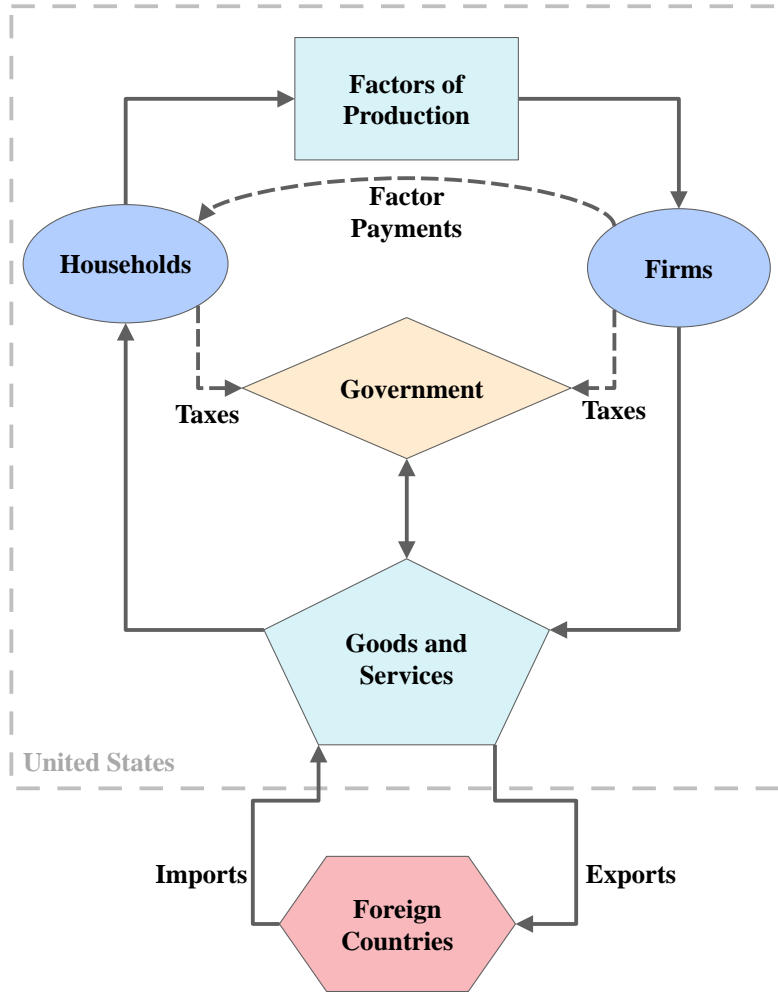 Factors of
Production
Factor
Payments
Households
Firms
Government
Taxes
Taxes
Goods and
Services
United States
Imports
Exports
Foreign
Countries